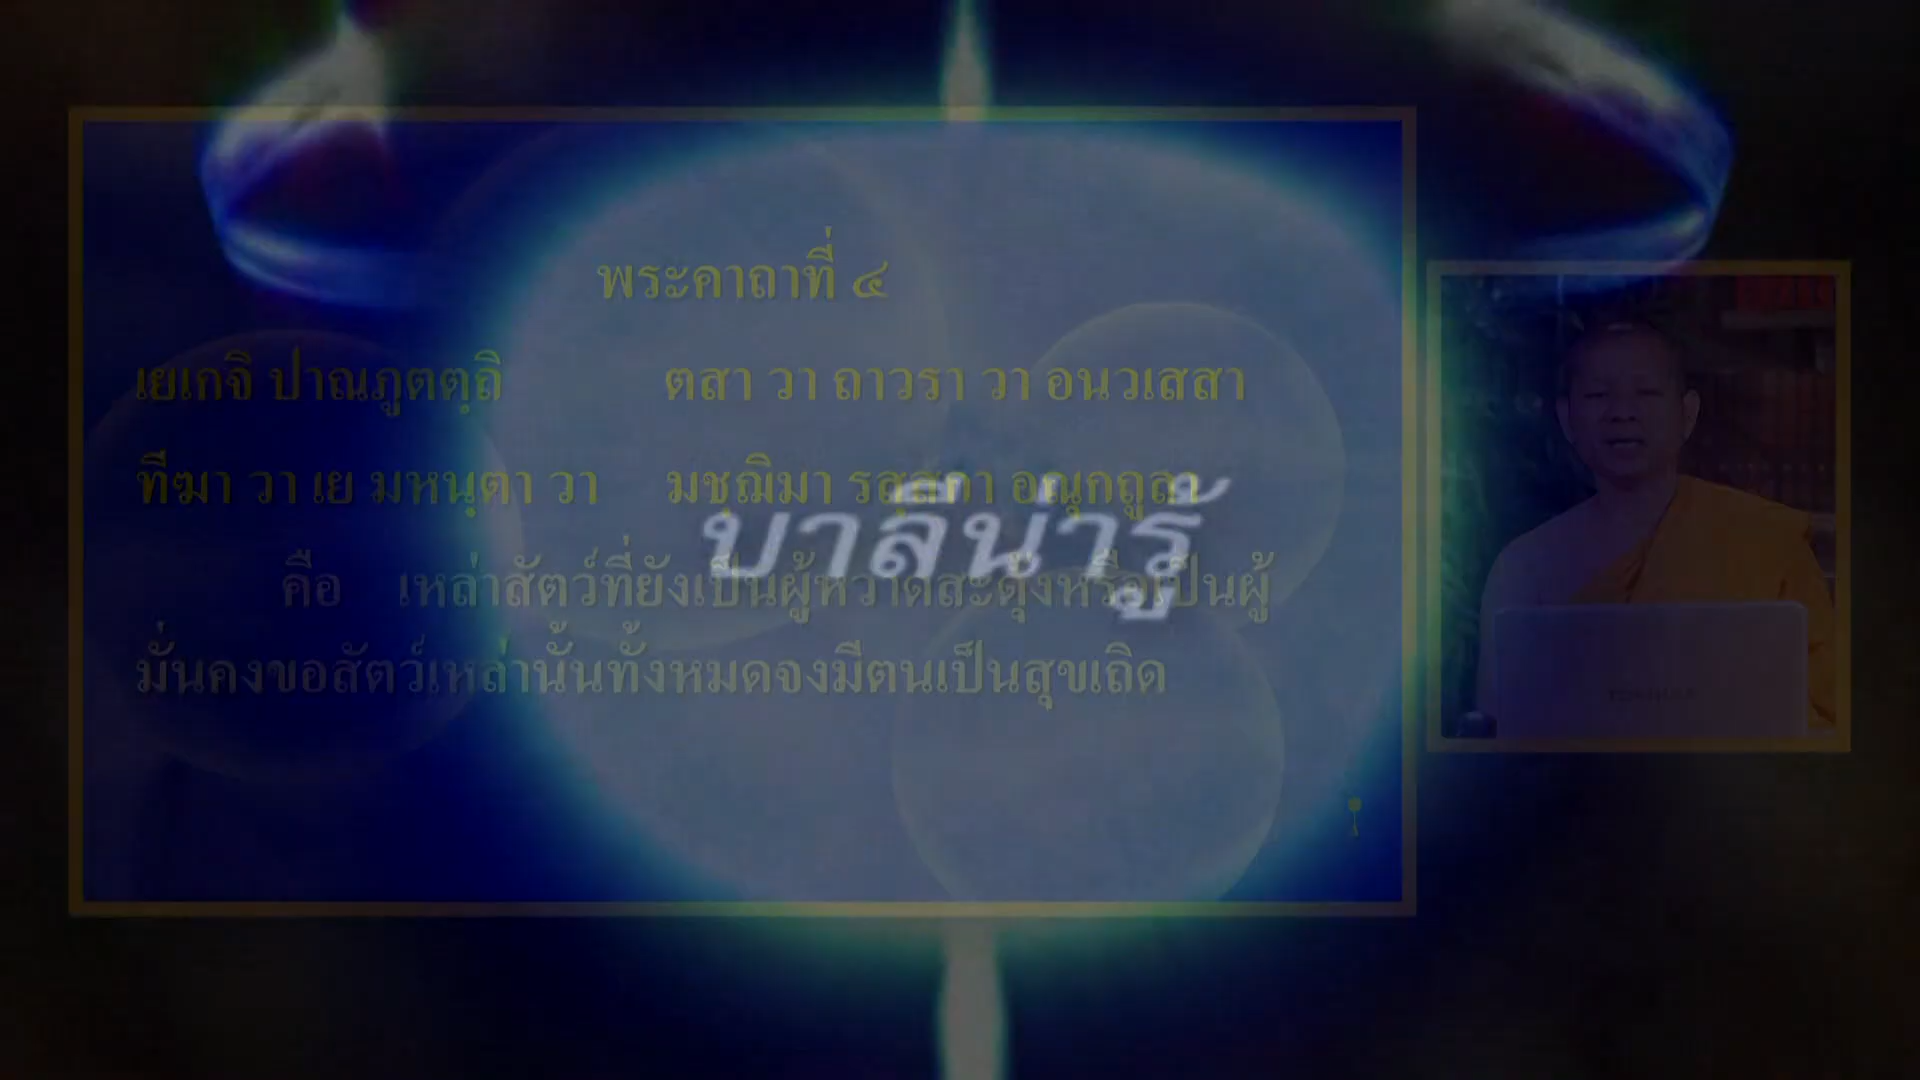 พระคาถาที่ ๔
เยเกจิ ปาณภูตตฺถิ ตสา วา ถาวรา วา อนวเสสา
ทีฆา วา เย มหนฺตา วา มชฺฌิมา รสฺสกา อณุกถูลา
บาลีน่ารู้
คือ เหล่าสัตว์ที่ยังเป็นผู้หวาดสะดุ้งหรือเป็นผู้
มั่นคงขอสัตว์เหล่านั้นทั้งหมดจงมีตนเป็นสุขเถิด